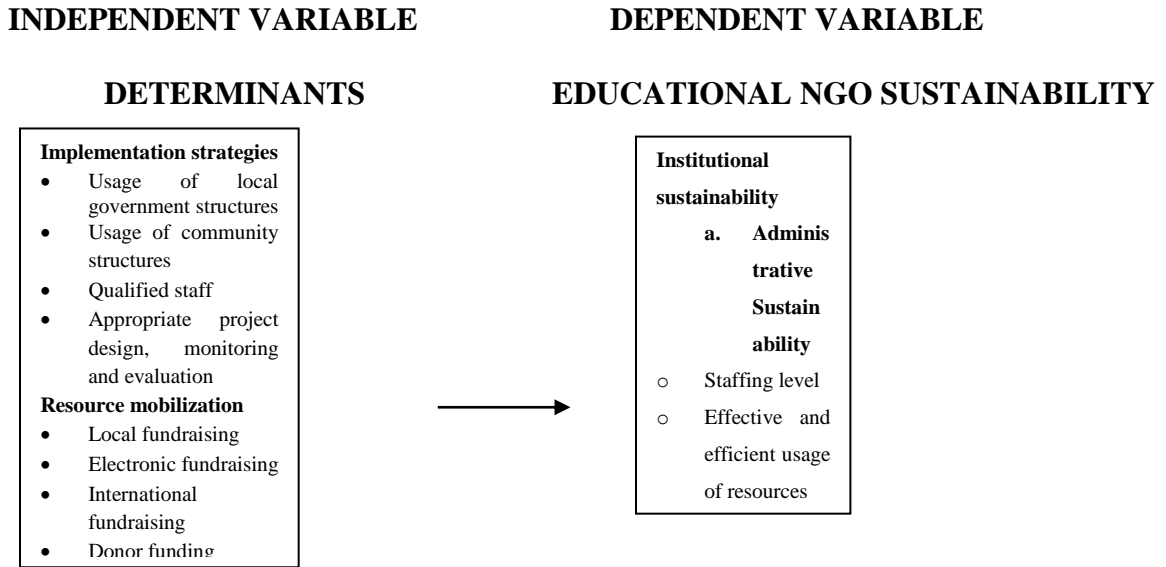 INDEPENDENT VARIABLE
DEPENDENT VARIABLE
DETERMINANTS
EDUCATIONAL NGO SUSTAINABILITY
Implementation strategies
• Usage of local
government structures
• Usage of community
structures
• Qualified staff
• Appropriate project
design, monitoring
and evaluation
Resource mobilization
• Local fundraising
• Electronic fundraising
• International
fundraising
• Donor funding
Institutional
sustainability
a. Adminis
trative
Sustain
ability
o Staffing level
o Effective and
efficient usage
of resources